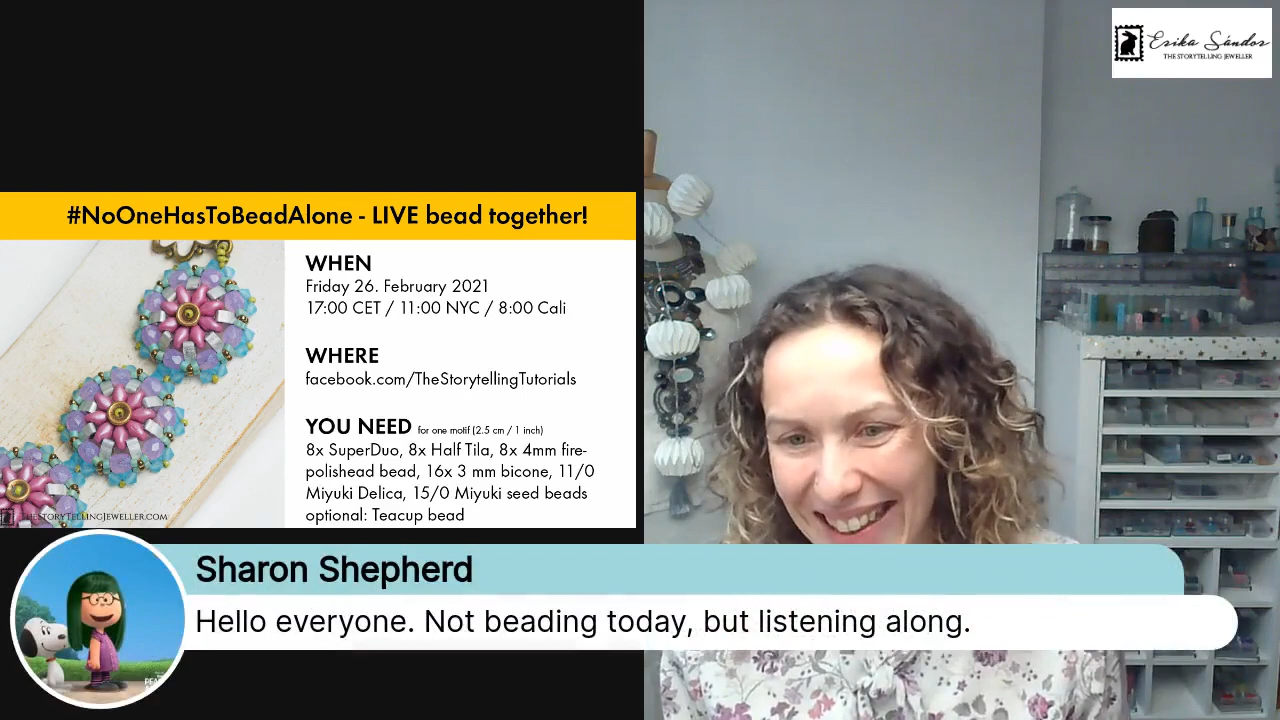 Erika Sándor
THE STORYTELLING JEWELLER
#NoOneHasToBeadAlone - LIVE bead together!
WHEN
Friday 26. February 2021
17:00 CET / 11:00 NYC / 8:00 Cali
WHERE
facebook.com/TheStorytellingTutorials
YOU NEED for one motif (2.5 cm / 1 inch)
8x SuperDuo, 8x Half Tila, 8x 4mm fire-
polishead bead, 16x 3 mm bicone, 11/0
Miyuki Delica, 15/0 Miyuki seed beads
optional: Teacup bead
THESTORYTELLINGJEWELLER.COM
Sharon Shepherd
Hello everyone. Not beading today, but listening along.